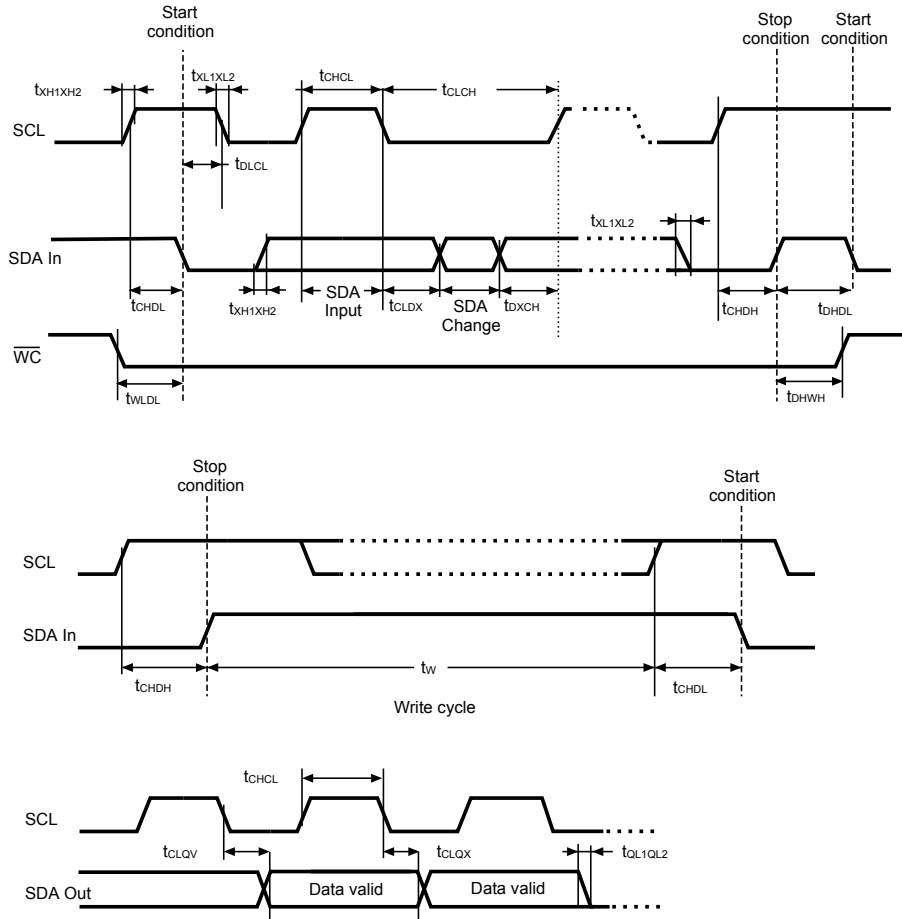 Start
condition
Stop
condition
Start
condition
tXH1XH2
tXL1XL2
tCHCL
tCLCH
SCL
tDLCL
tXL1XL2
SDA In
tCHDL
tXH1XH2
SDA
Input
tCLDX
SDA
Change
tDXCH
tCHDH
tDHDL
WC
tWLDL
tDHWH
Stop
condition
Start
condition
SCL
SDA In
tCHDH
tW
tCHDL
Write cycle
tCHCL
SCL
tCLQV
tCLQX
tQL1QL2
SDA Out
Data valid
Data valid